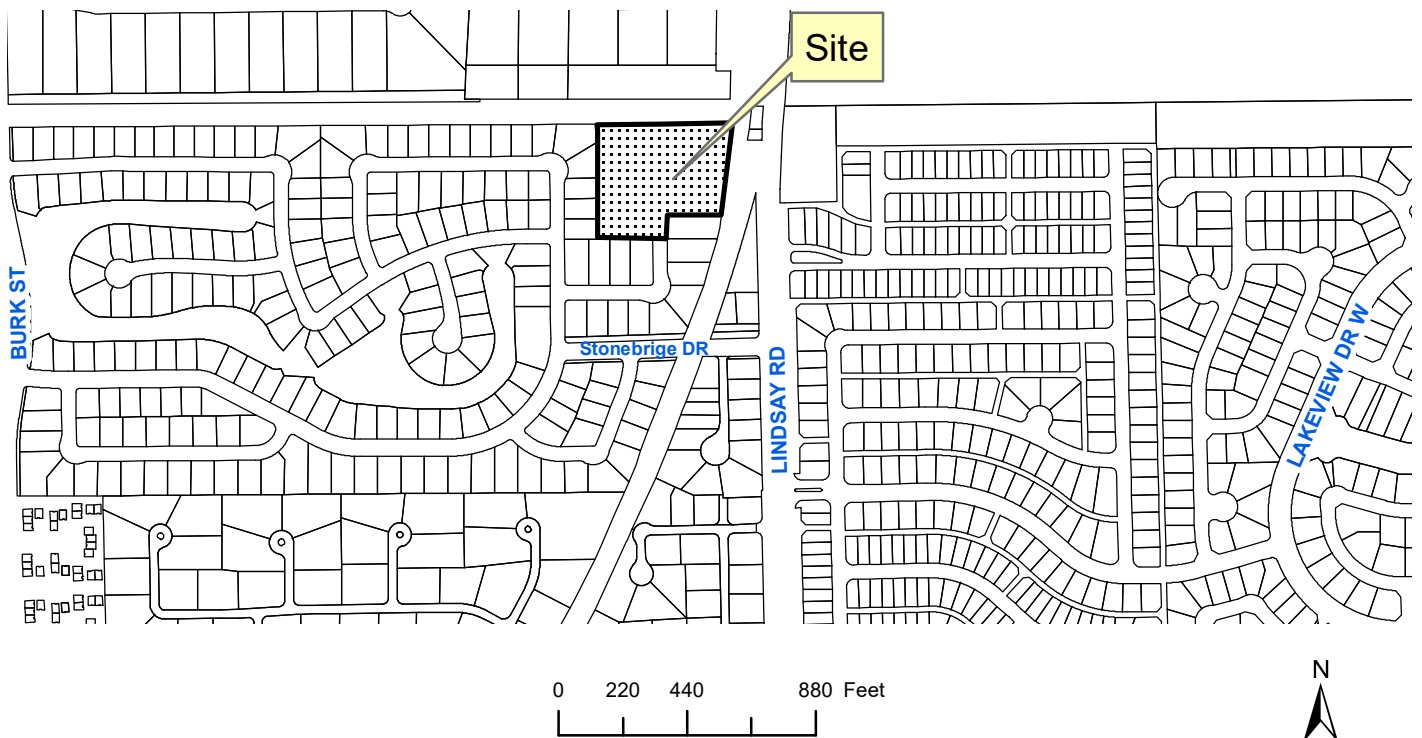 Site
BURK ST
Stonebrige DR
LINDSAY RD
LAKEVIEW DR W
0 220 440 880 Feet
N